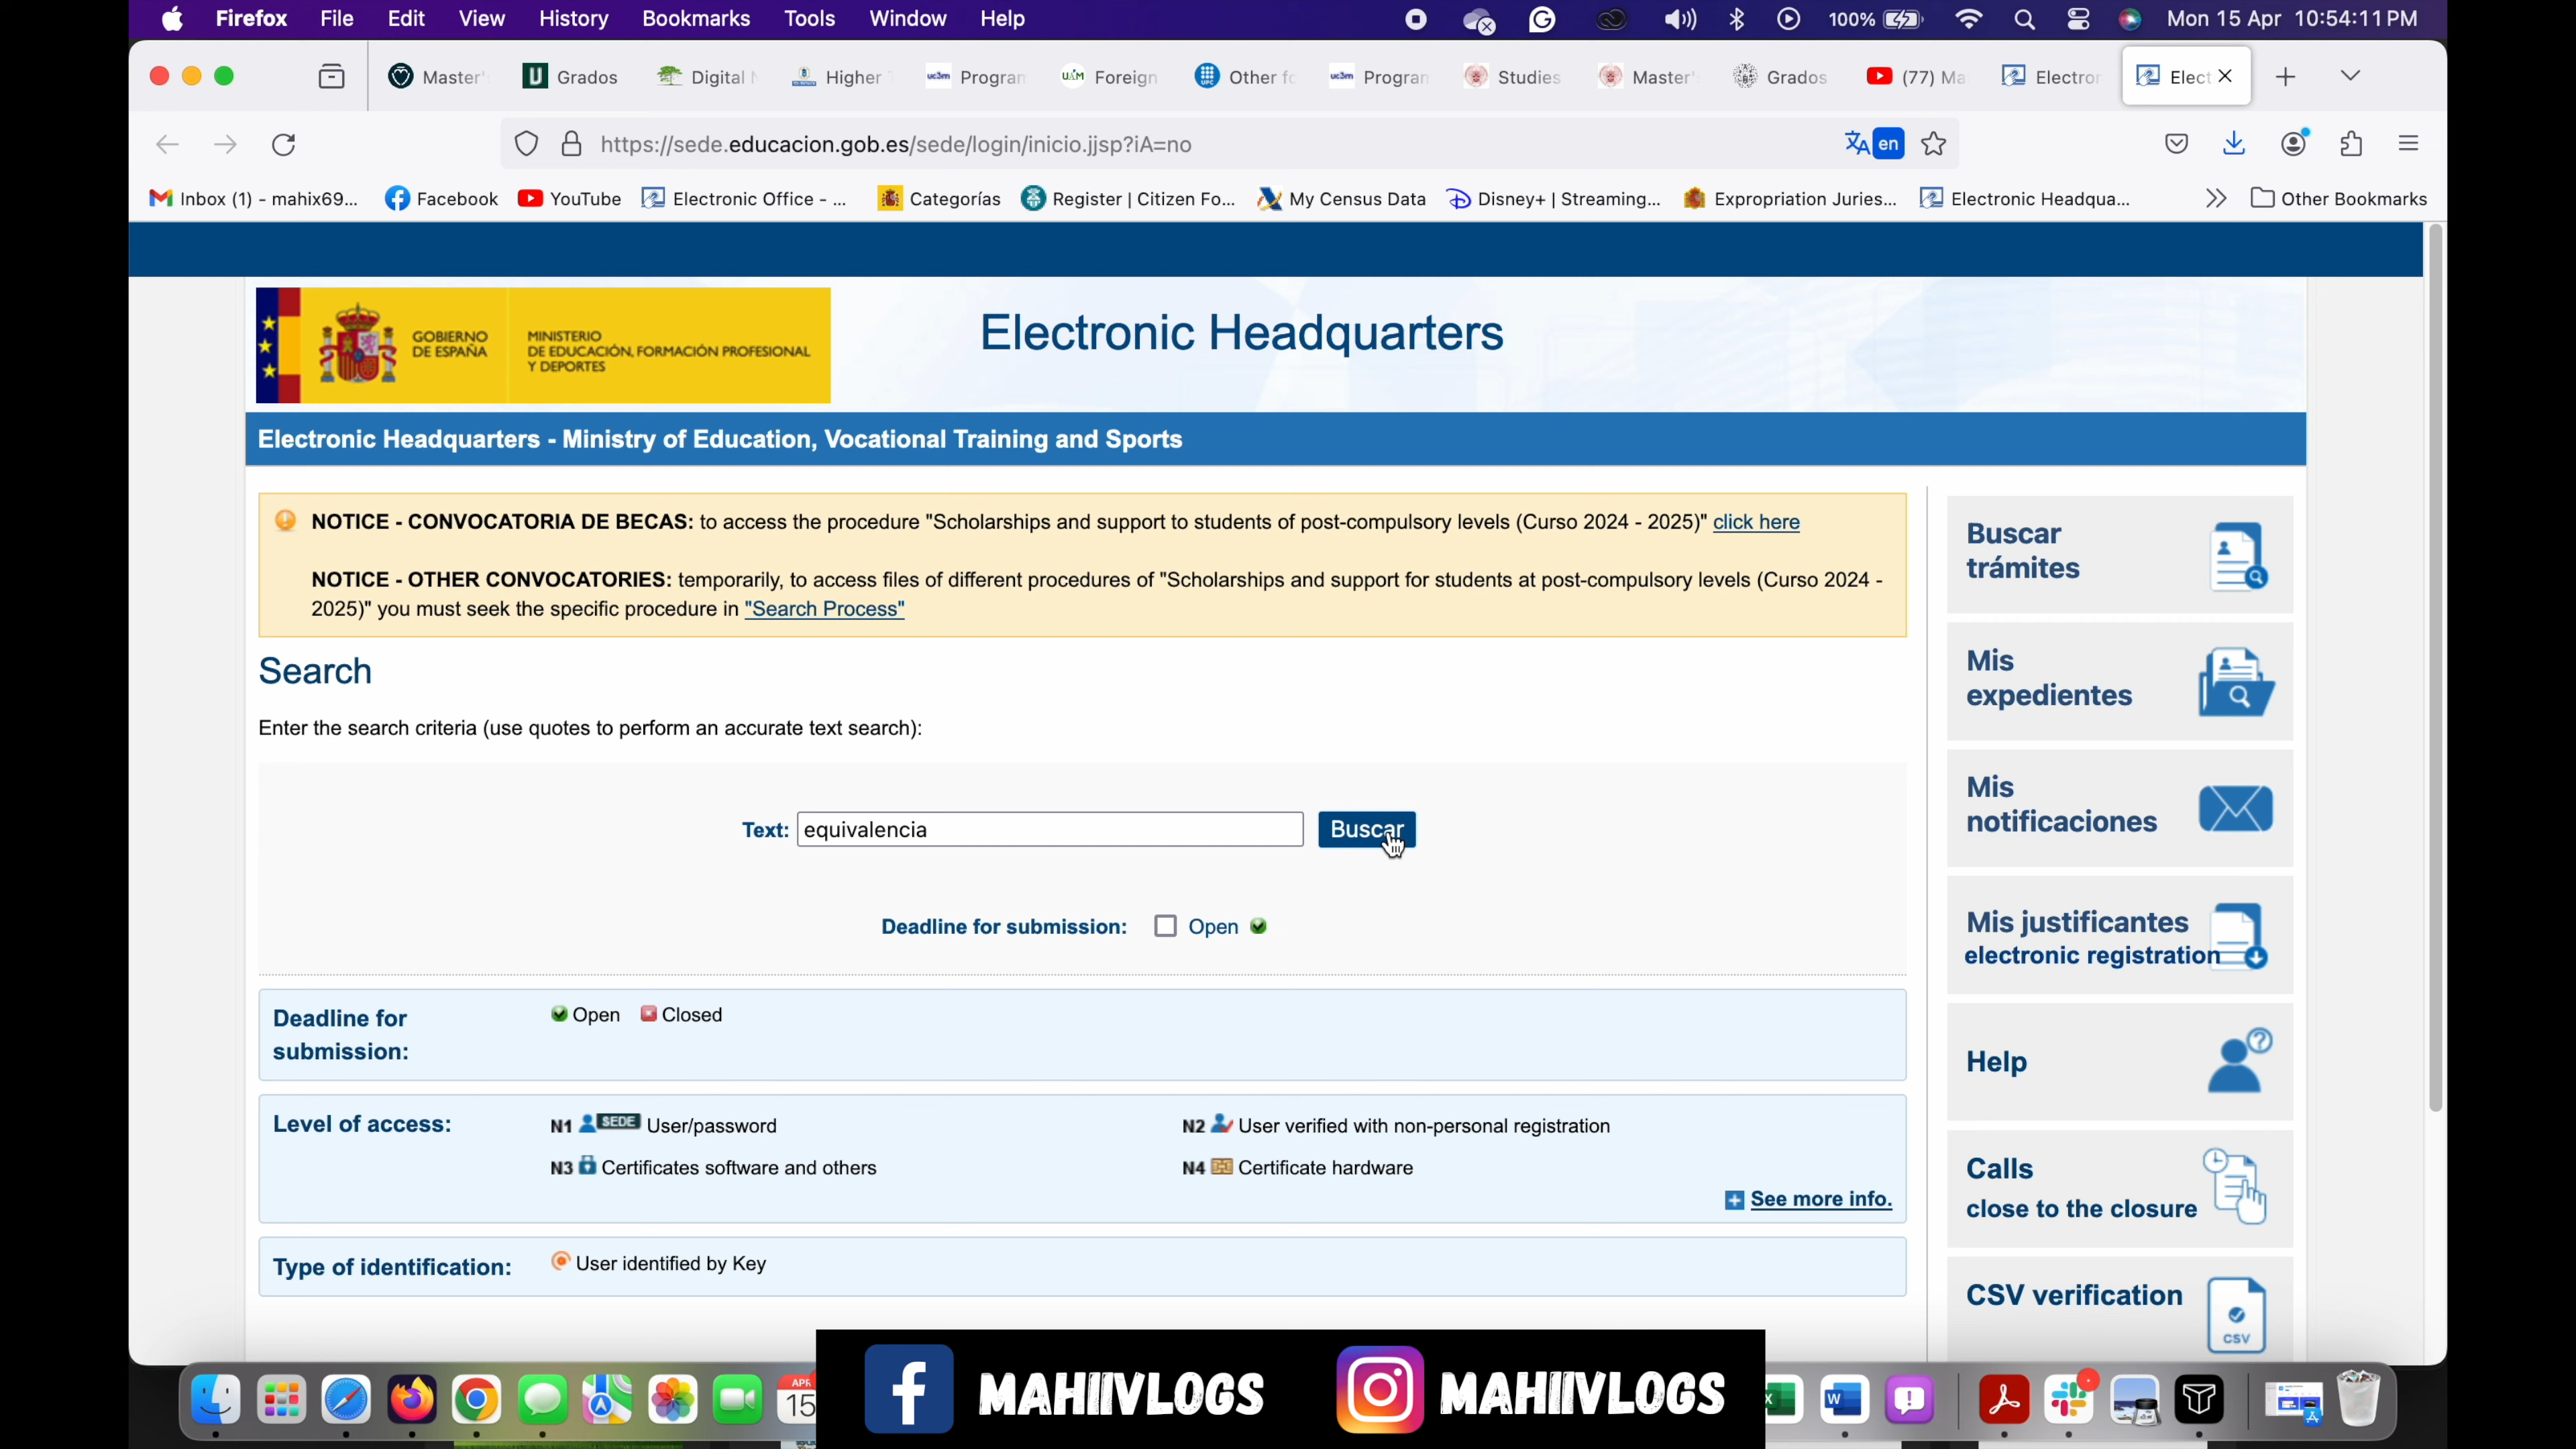 Firefox File Edit View History Bookmarks Tools Window Help 100% Mon 15 Apr 10:54:11 PM
Master' Grados Digital Higher Program Foreign Other fo Program Studies Master' Grados (77) Ma Electron Elect
https://sede.educacion.gob.es/sede/login/inicio.jjsp?iA=no en
Inbox (1) - mahix69... Facebook YouTube Electronic Office - ... Categorías Register | Citizen Fo... My Census Data Disney+ | Streaming... Expropriation Juries... Electronic Headqua... Other Bookmarks
GOBIERNO DE ESPAÑA
MINISTERIO DE EDUCACIÓN, FORMACIÓN PROFESIONAL Y DEPORTES
Electronic Headquarters
Electronic Headquarters - Ministry of Education, Vocational Training and Sports
NOTICE - CONVOCATORIA DE BECAS: to access the procedure "Scholarships and support to students of post-compulsory levels (Curso 2024 - 2025)" click here
NOTICE - OTHER CONVOCATORIES: temporarily, to access files of different procedures of "Scholarships and support for students at post-compulsory levels (Curso 2024 -
2025)" you must seek the specific procedure in "Search Process"
Search
Enter the search criteria (use quotes to perform an accurate text search):
Text: equivalencia Buscar
Deadline for submission: Open
Deadline for
submission:
Open Closed
Level of access:
N1 SEDE User/password N2 User verified with non-personal registration
N3 Certificates software and others N4 Certificate hardware
See more info.
Type of identification: User identified by Key
Buscar
trámites
Mis
expedientes
Mis
notificaciones
Mis justificantes
electronic registration
Help
Calls
close to the closure
CSV verification
CSV
APR
15
MAHIIVLOGS MAHIIVLOGS